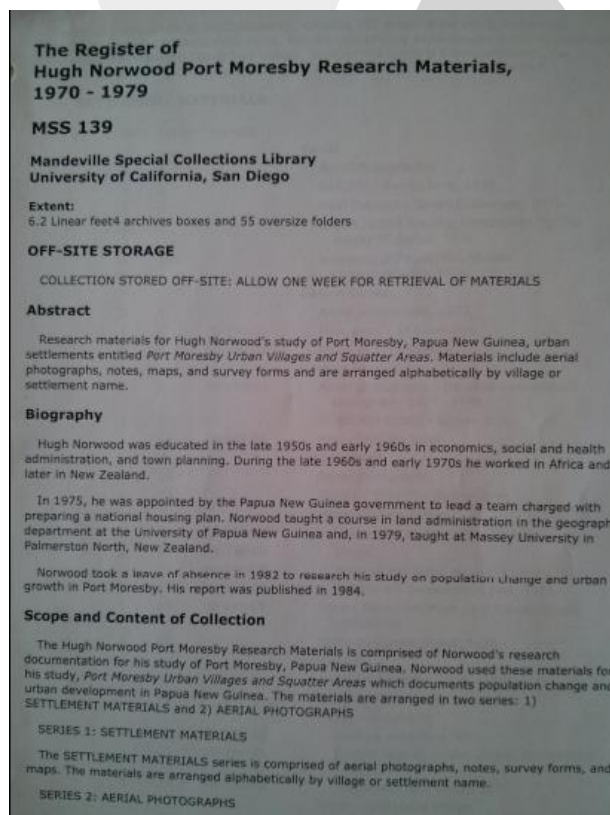 The Register of
Hugh Norwood Port Moresby Research Materials,
1970 - 1979
MSS 139
Mandeville Special Collections Library
University of California, San Diego
Extent:
6.2 Linear feet4 archives boxes and 55 oversize folders
OFF-SITE STORAGE
COLLECTION STORED OFF-SITE: ALLOW ONE WEEK FOR RETRIEVAL OF MATERIALS
Abstract
Research materials for Hugh Norwood's study of Port Moresby, Papua New Guinea, urban
settlements entitled Port Moresby Urban Villages and Squatter Areas. Materials include aerial
photographs, notes, maps, and survey forms and are arranged alphabetically by village or
settlement name.
Biography
Hugh Norwood was educated in the late 1950s and early 1960s in economics, social and health
administration, and town planning. During the late 1960s and early 1970s he worked in Africa and
later in New Zealand.
In 1975, he was appointed by the Papua New Guinea government to lead a team charged with
preparing a national housing plan. Norwood taught a course in land administration in the geograph
department at the University of Papua New Guinea and, in 1979, taught at Massey University in
Palmerston North, New Zealand.
Norwood took a leave of absence in 1982 to research his study on population change and urban
growth in Port Moresby. His report was published in 1984.
Scope and Content of Collection
The Hugh Norwood Port Moresby Research Materials is comprised of Norwood's research
documentation for his study of Port Moresby, Papua New Guinea. Norwood used these materials for
his study, Port Moresby Urban Villages and Squatter Areas which documents population change and
urban development in Papua New Guinea. The materials are arranged in two series: 1)
SETTLEMENT MATERIALS and 2) AERIAL PHOTOGRAPHS
SERIES 1: SETTLEMENT MATERIALS
The SETTLEMENT MATERIALS series is comprised of aerial photographs, notes, survey forms, and
maps. The materials are arranged alphabetically by village or settlement name.
SERIES 2: AERIAL PHOTOGRAPHS